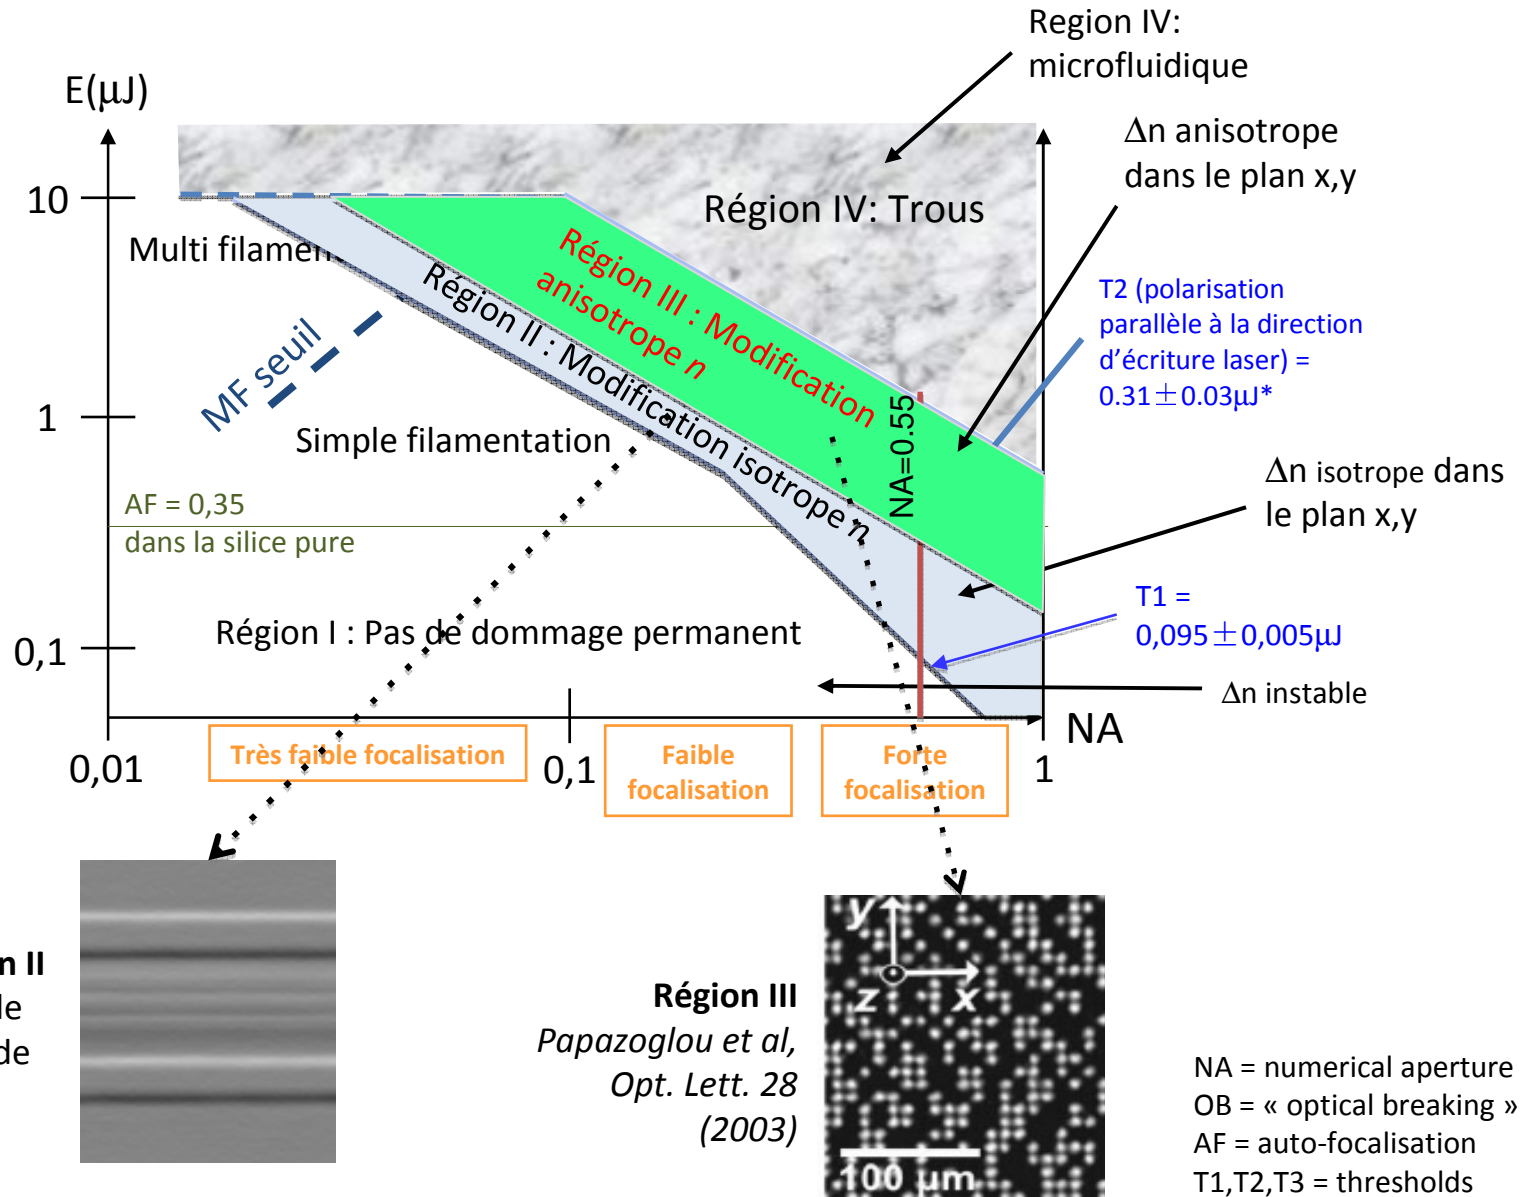 Region IV:
microfluidique
E(µJ)
Δn anisotrope
dans le plan x,y
10
Région IV: Trous
Multi filamen
Région III : Modification
anisotrope n
Région II : Modification isotrope n
T2 (polarisation
parallèle à la direction
d'écriture laser) =
0.31±0.03µJ*
MF seuil
1
NA=0.55
Simple filamentation
Δn isotrope dans
le plan x,y
AF = 0,35
dans la silice pure
T1 =
0,095±0,005µJ
Région I : Pas de dommage permanent
0,1
Δn instable
NA
0,01
Très faible focalisation
0,1
Faible
focalisation
Forte
focalisation
1
n II
le
de
Région III
Papazoglou et al,
Opt. Lett. 28
(2003)
y
z
x
100 µm
NA = numerical aperture
OB = « optical breaking »
AF = auto-focalisation
T1,T2,T3 = thresholds